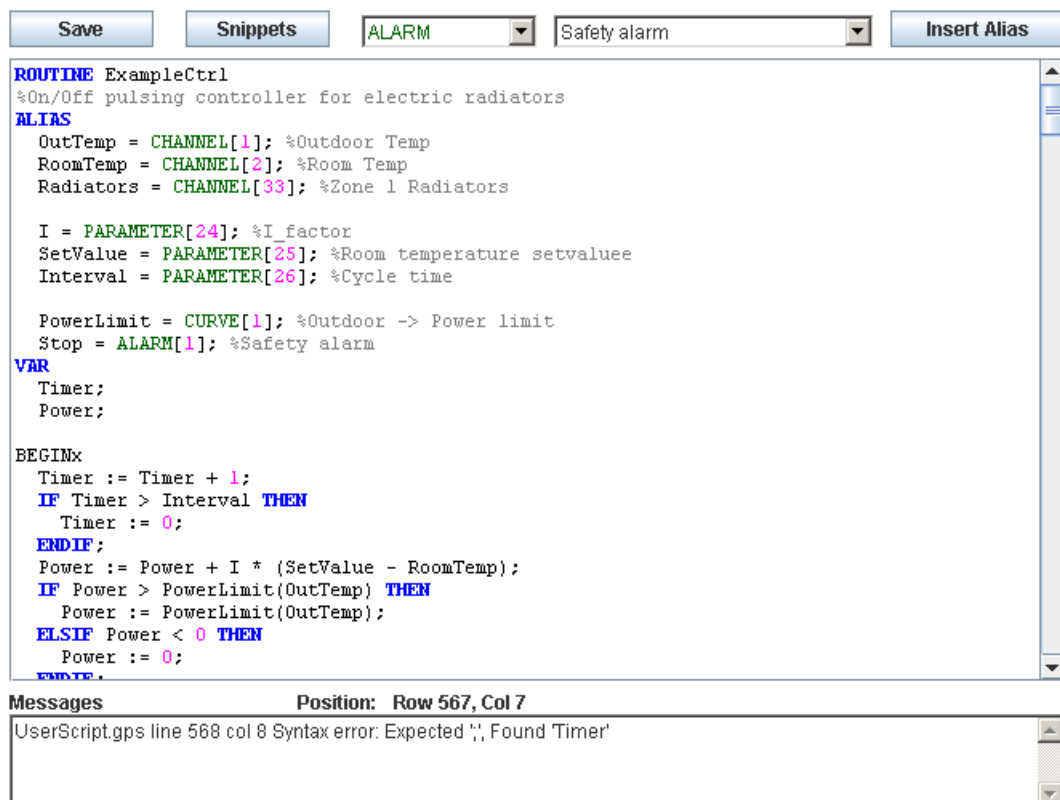 Save Snippets ALARM Safety alarm Insert Alias
ROUTINE ExampleCtrl
%On/Off pulsing controller for electric radiators
ALIAS
OutTemp = CHANNEL[1]; %Outdoor Temp
RoomTemp = CHANNEL[2]; %Room Temp
Radiators = CHANNEL[33]; %Zone 1 Radiators
I = PARAMETER[24]; %I_factor
SetValue = PARAMETER[25]; %Room temperature setvaluee
Interval = PARAMETER[26]; %Cycle time
PowerLimit = CURVE[1]; %Outdoor -> Power limit
Stop = ALARM[1]; %Safety alarm
VAR
Timer;
Power;
BEGINx
Timer := Timer + 1;
IF Timer > Interval THEN
Timer := 0;
ENDIF;
Power := Power + I * (SetValue - RoomTemp);
IF Power > PowerLimit(OutTemp) THEN
Power := PowerLimit(OutTemp);
ELSIF Power < 0 THEN
Power := 0;
ENDIF;
Messages Position: Row 567, Col 7
UserScript.gps line 568 col 8 Syntax error: Expected ';', Found 'Timer'